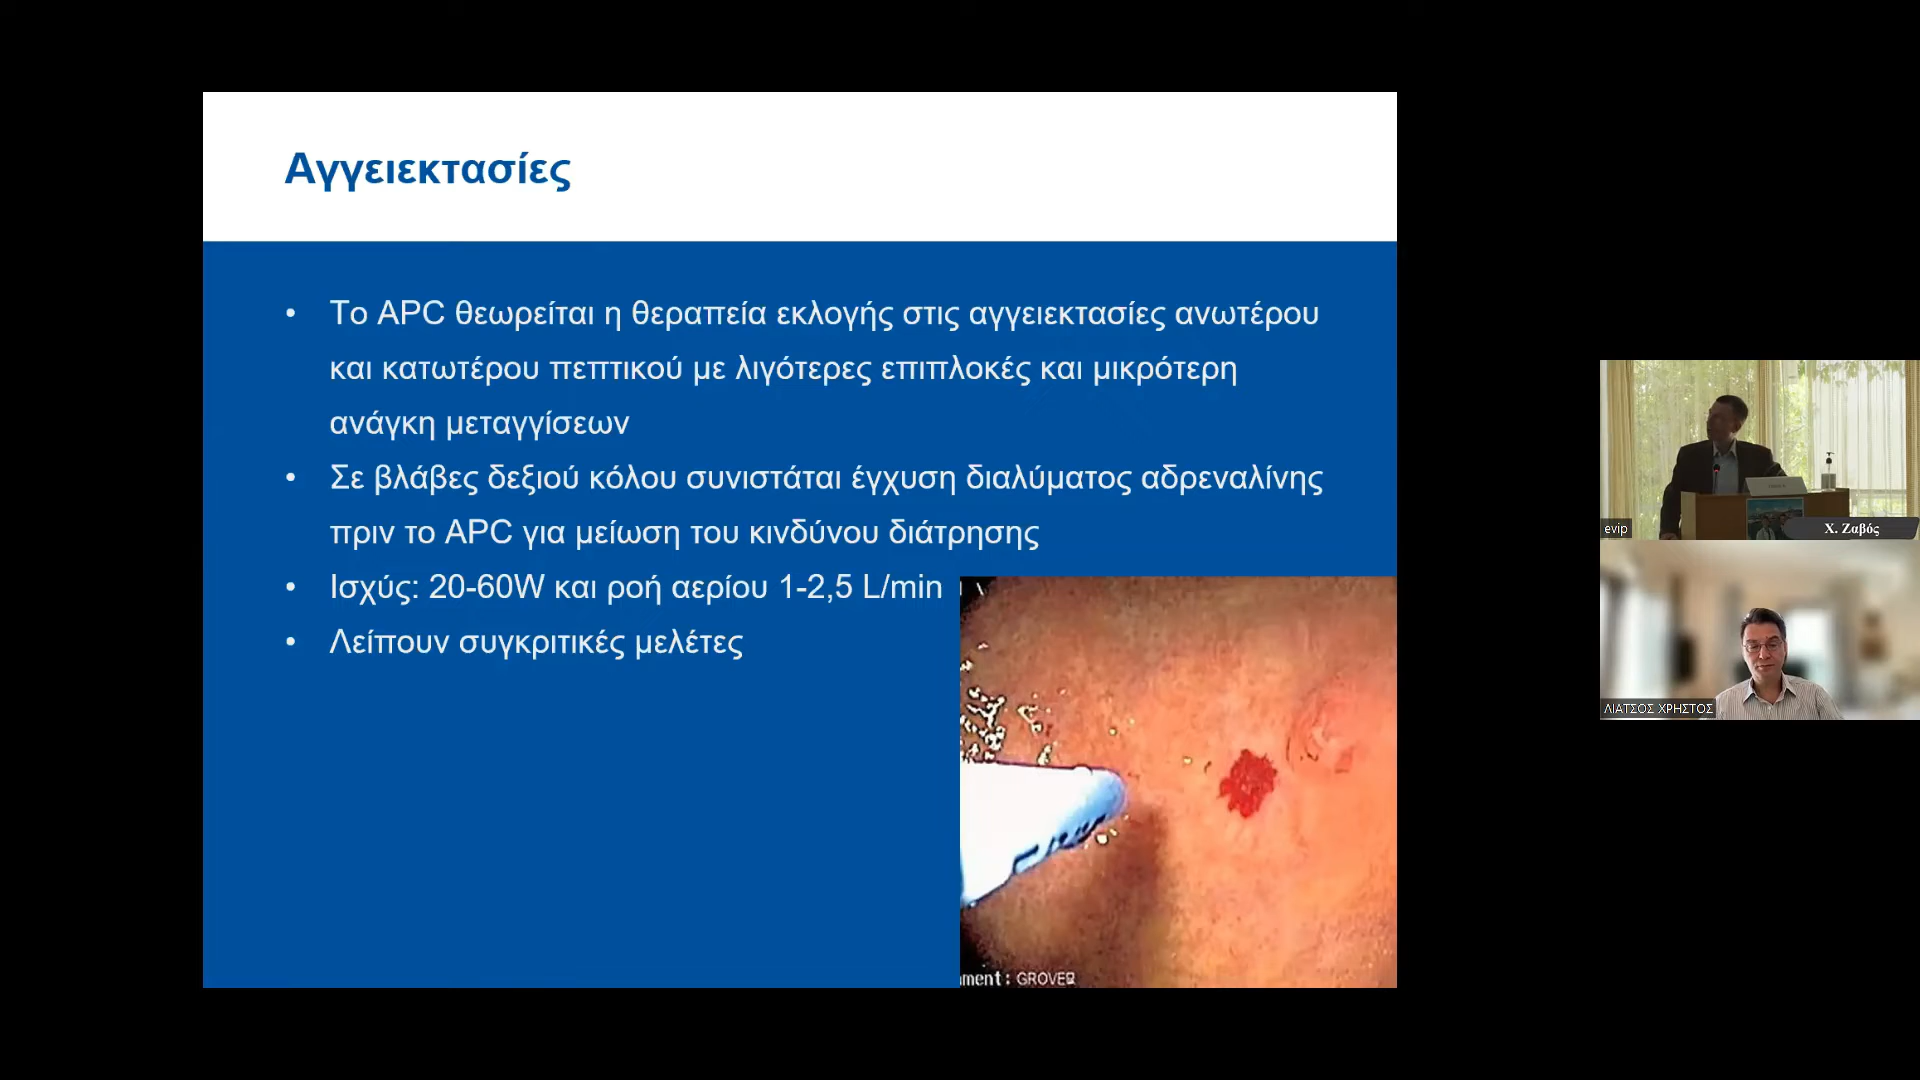 Αγγειεκτασίες
• Το APC θεωρείται η θεραπεία εκλογής στις αγγειεκτασίες ανωτέρου
και κατωτέρου πεπτικού με λιγότερες επιπλοκές και μικρότερη
ανάγκη μεταγγίσεων
• Σε βλάβες δεξιού κόλου συνιστάται έγχυση διαλύματος αδρεναλίνης
πριν το APC για μείωση του κινδύνου διάτρησης
• Ισχύς: 20-60W και ροή αερίου 1-2,5 L/min
• Λείπουν συγκριτικές μελέτες
ment: GROVER
evip
Χ. Ζαβός
ΛΙΑΤΣΟΣ ΧΡΗΣΤΟΣ